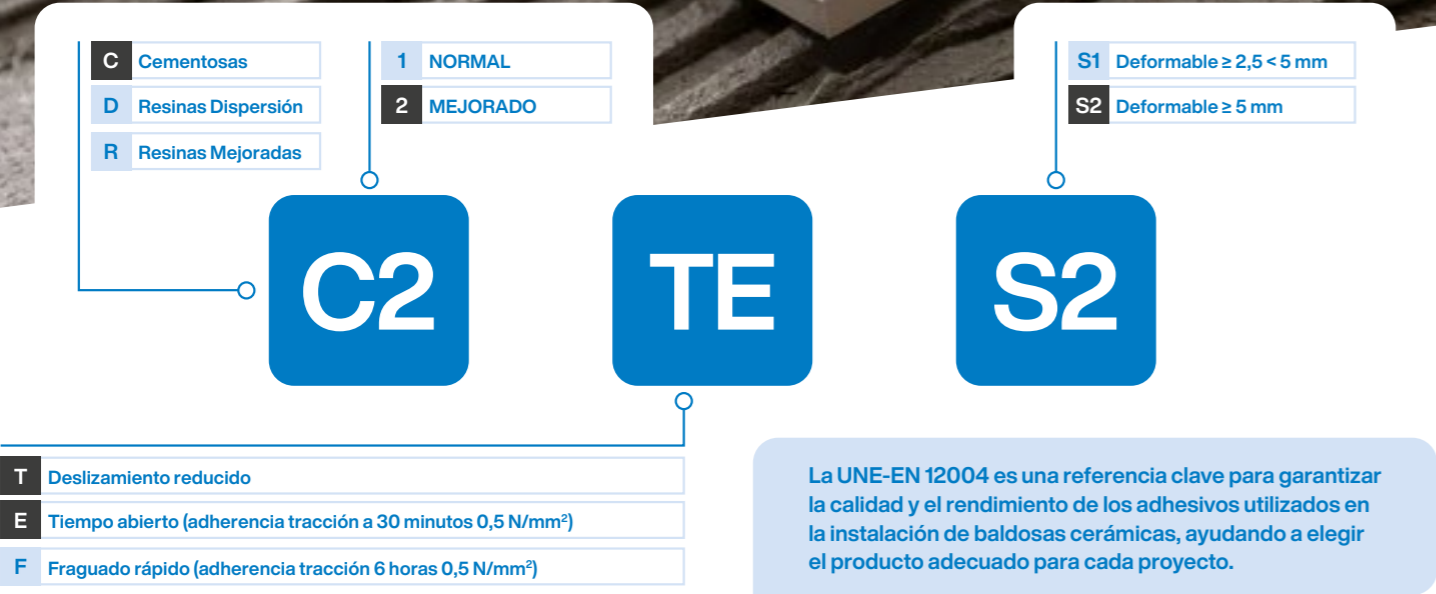 C Cementosas
D Resinas Dispersión
R Resinas Mejoradas
1 NORMAL
2 MEJORADO
S1 Deformable ≥ 2,5 < 5 mm
S2 Deformable ≥ 5 mm
C2
TE
S2
T Deslizamiento reducido
E Tiempo abierto (adherencia tracción a 30 minutos 0,5 N/mm²)
F Fraguado rápido (adherencia tracción 6 horas 0,5 N/mm²)
La UNE-EN 12004 es una referencia clave para garantizar
la calidad y el rendimiento de los adhesivos utilizados en
la instalación de baldosas cerámicas, ayudando a elegir
el producto adecuado para cada proyecto.